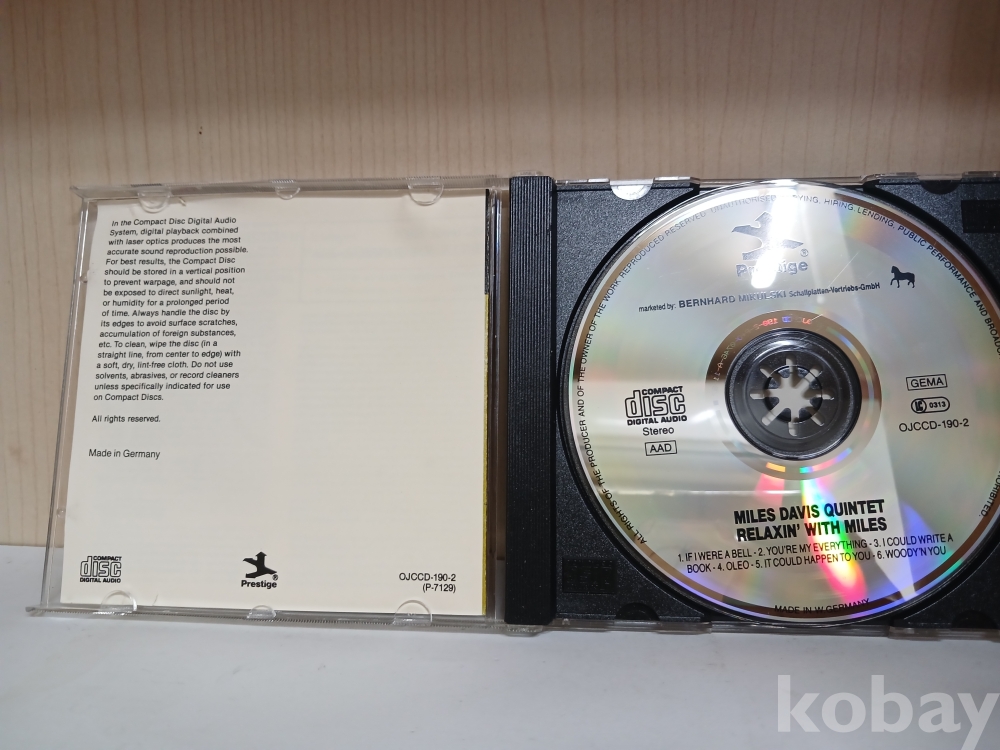 In the Compact Disc Digital Audio
System, digital playback combined
with laser optics produces the most
accurate sound reproduction possible.
For best results, the Compact Disc
should be stored in a vertical position
to prevent warpage, and should not
be exposed to direct sunlight, heat,
or humidity for a prolonged period
of time. Always handle the disc by
its edges to avoid surface scratches,
accumulation of foreign substances,
etc. To clean, wipe the disc (in a
straight line, from center to edge) with
a soft, dry, lint-free cloth. Do not use
solvents, abrasives, or record cleaners
unless specifically indicated for use
on Compact Discs.
All rights reserved.
Made in Germany
COMPACT
disc
DIGITAL AUDIO
Prestige®
OJCCD-190-2
(P-7129)
ALL RIGHTS OF THE PRODUCER AND OF THE OWNER OF THE WORK REPRODUCED RESERVED. UNAUTHORISED COPYING, HIRING, LENDING, PUBLIC PERFORMANCE AND BROADC
Prestige®
marketed by: BERNHARD MIKULSKI Schallplatten-Vertriebs-GmbH
COMPACT
disc
DIGITAL AUDIO
Stereo
AAD
GEMA
LC 0313
OJCCD-190-2
MILES DAVIS QUINTET
RELAXIN' WITH MILES
1. IF I WERE A BELL - 2. YOU'RE MY EVERYTHING - 3. I COULD WRITE A
BOOK - 4. OLEO - 5. IT COULD HAPPEN TO YOU - 6. WOODY'N YOU
MADE IN W. GERMANY
kobay